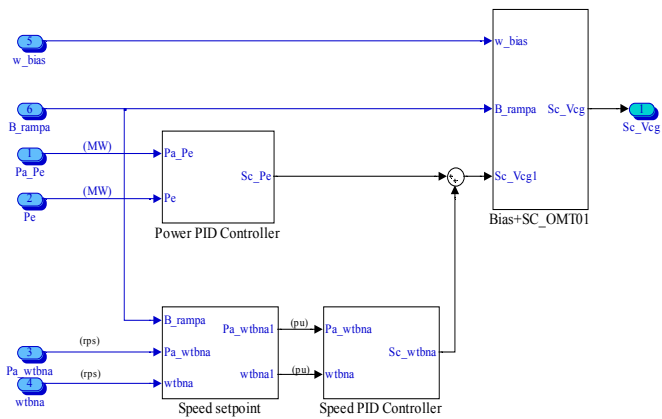 5
w_bias
w_bias
6
B_rampa
B_rampa
Sc_Vcg
1
Sc_Vcg
1
(MW)
Pa_Pe
Pa_Pe
Sc_Pe
Sc_Vcg1
2
(MW)
Pe
Pe
Power PID Controller
Bias+SC_OMT01
B_rampa
Pa_wtbna1
(pu)
Pa_wtbna
3
(rps)
Pa_wtbna
Pa_wtbna
Sc_wtbna
4
(rps)
wtbna
wtbna
wtbna1
(pu)
wtbna
Speed setpoint
Speed PID Controller